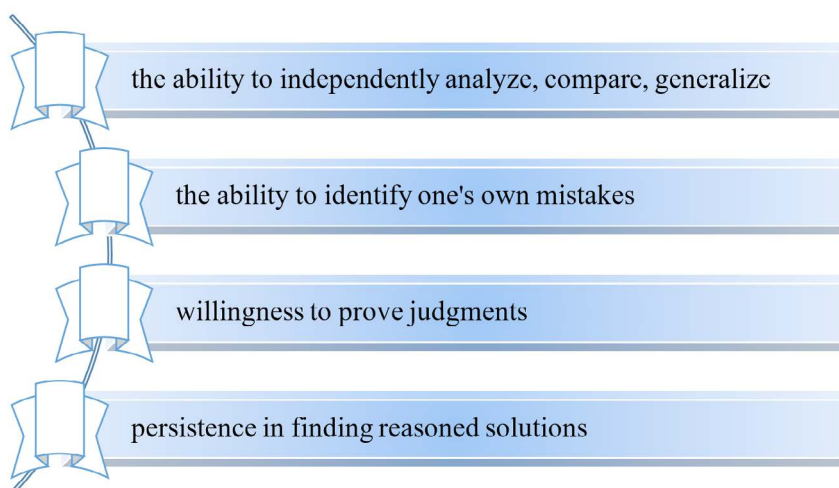 the ability to independently analyze, compare, generalize
the ability to identify one's own mistakes
willingness to prove judgments
persistence in finding reasoned solutions